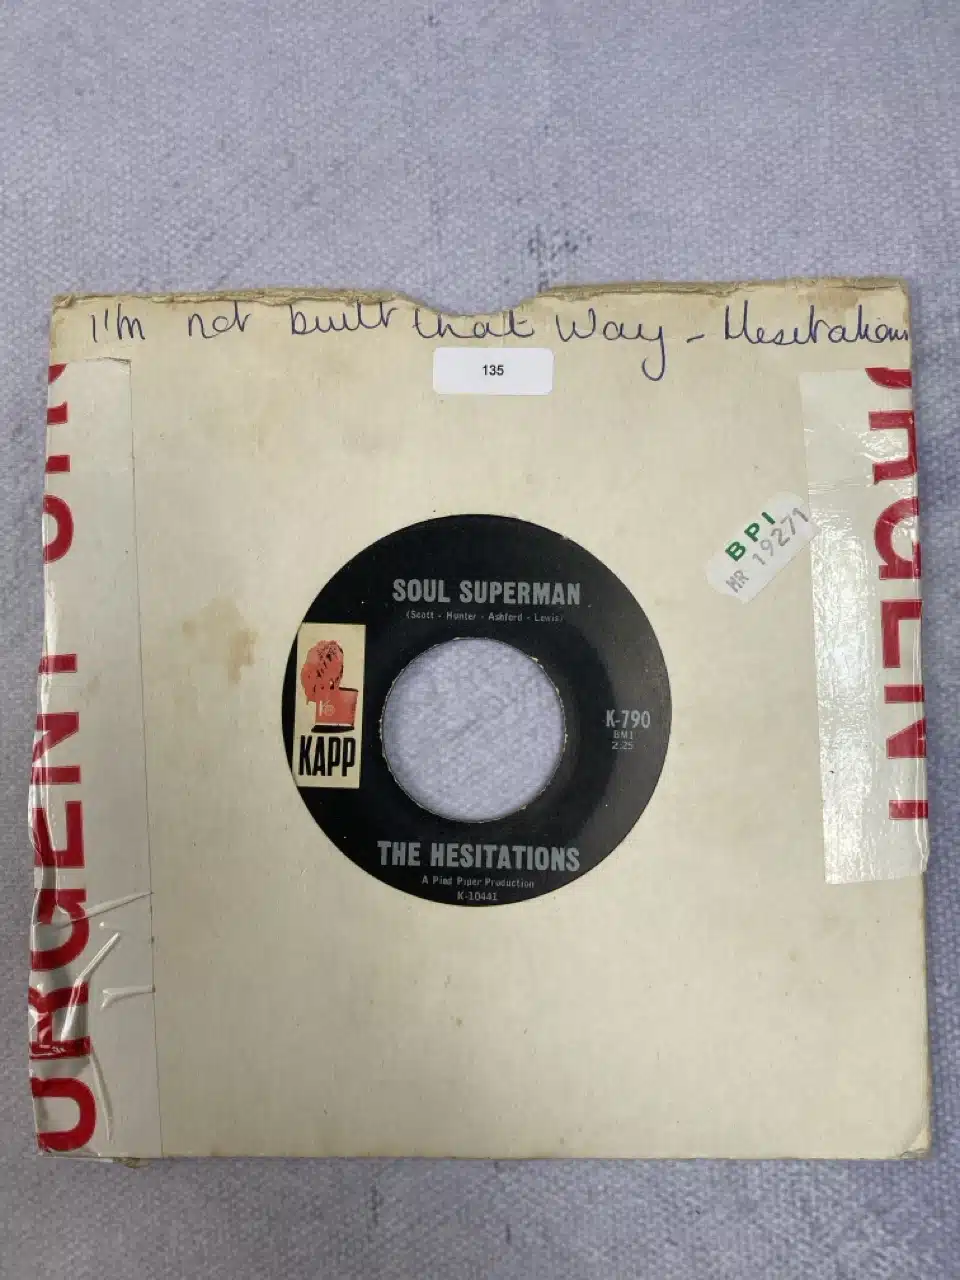 I'm not built that way - Hesitations
135
BPI
MR 19271
SOUL SUPERMAN
(Scott - Hunter - Ashford - Lewis)
KAPP
K-790
BMI
2:25
THE HESITATIONS
A Pied Piper Production
K-10441
URGENT
URGENT